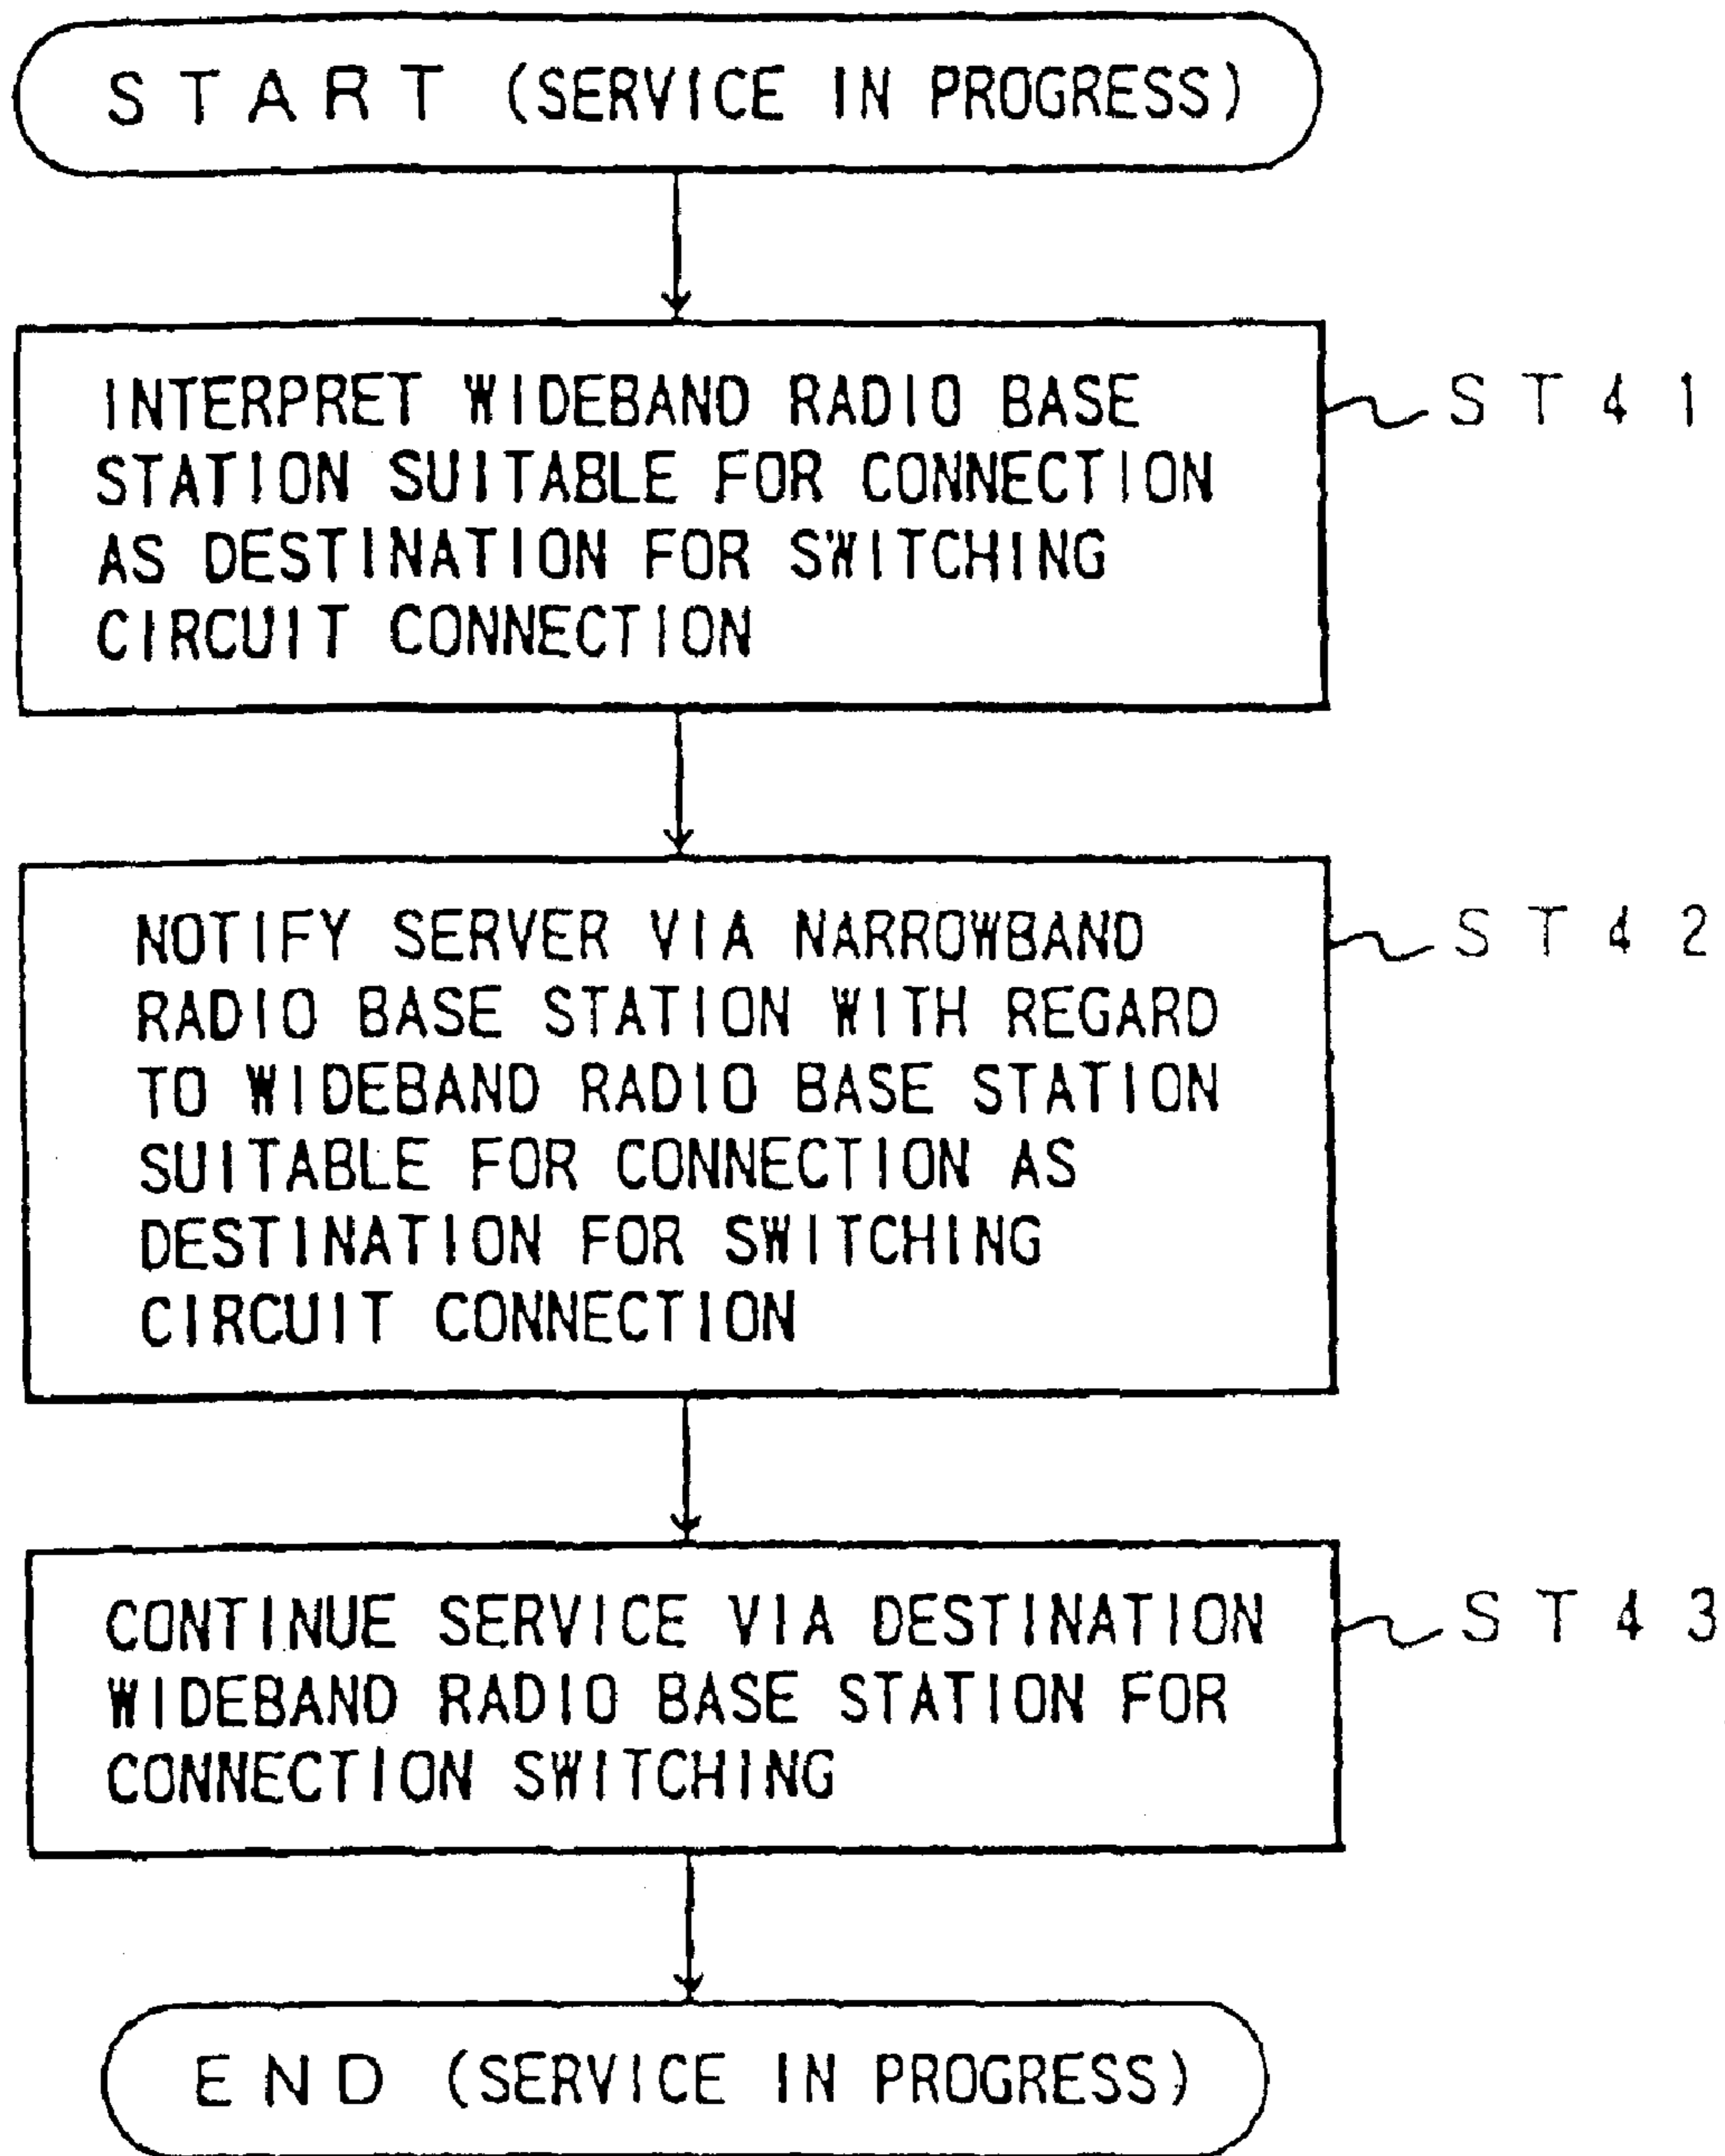 START (SERVICE IN PROGRESS)
INTERPRET WIDEBAND RADIO BASE
STATION SUITABLE FOR CONNECTION
AS DESTINATION FOR SWITCHING
CIRCUIT CONNECTION
ST41
NOTIFY SERVER VIA NARROWBAND
RADIO BASE STATION WITH REGARD
TO WIDEBAND RADIO BASE STATION
SUITABLE FOR CONNECTION AS
DESTINATION FOR SWITCHING
CIRCUIT CONNECTION
ST42
CONTINUE SERVICE VIA DESTINATION
WIDEBAND RADIO BASE STATION FOR
CONNECTION SWITCHING
ST43
END (SERVICE IN PROGRESS)